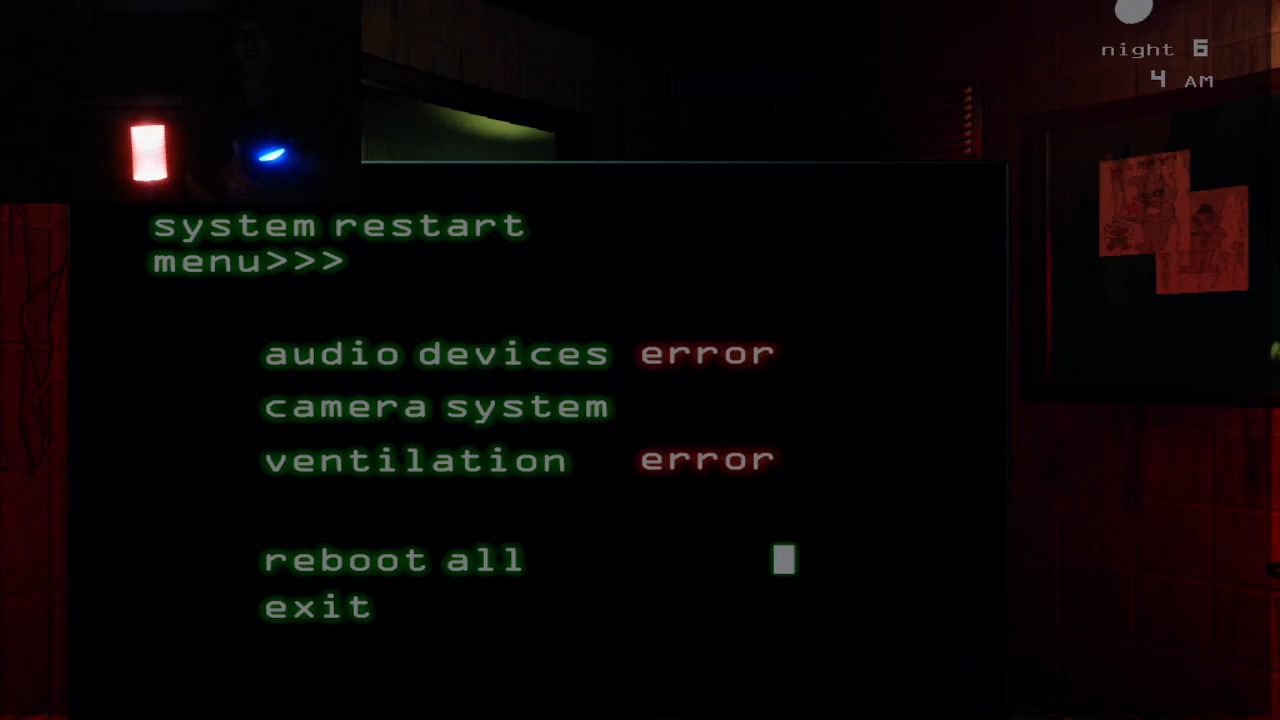 night 6
4 AM
system restart
menu>>>
audio devices error
camera system
ventilation error
reboot all
exit